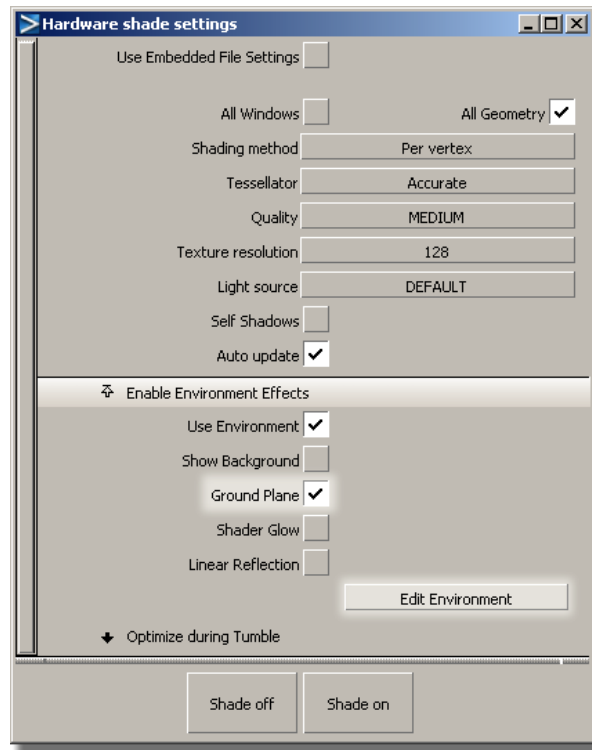 Hardware shade settings
Use Embedded File Settings
All Windows All Geometry
Shading method Per vertex
Tessellator Accurate
Quality MEDIUM
Texture resolution 128
Light source DEFAULT
Self Shadows
Auto update
Enable Environment Effects
Use Environment
Show Background
Ground Plane
Shader Glow
Linear Reflection
Edit Environment
Optimize during Tumble
Shade off Shade on